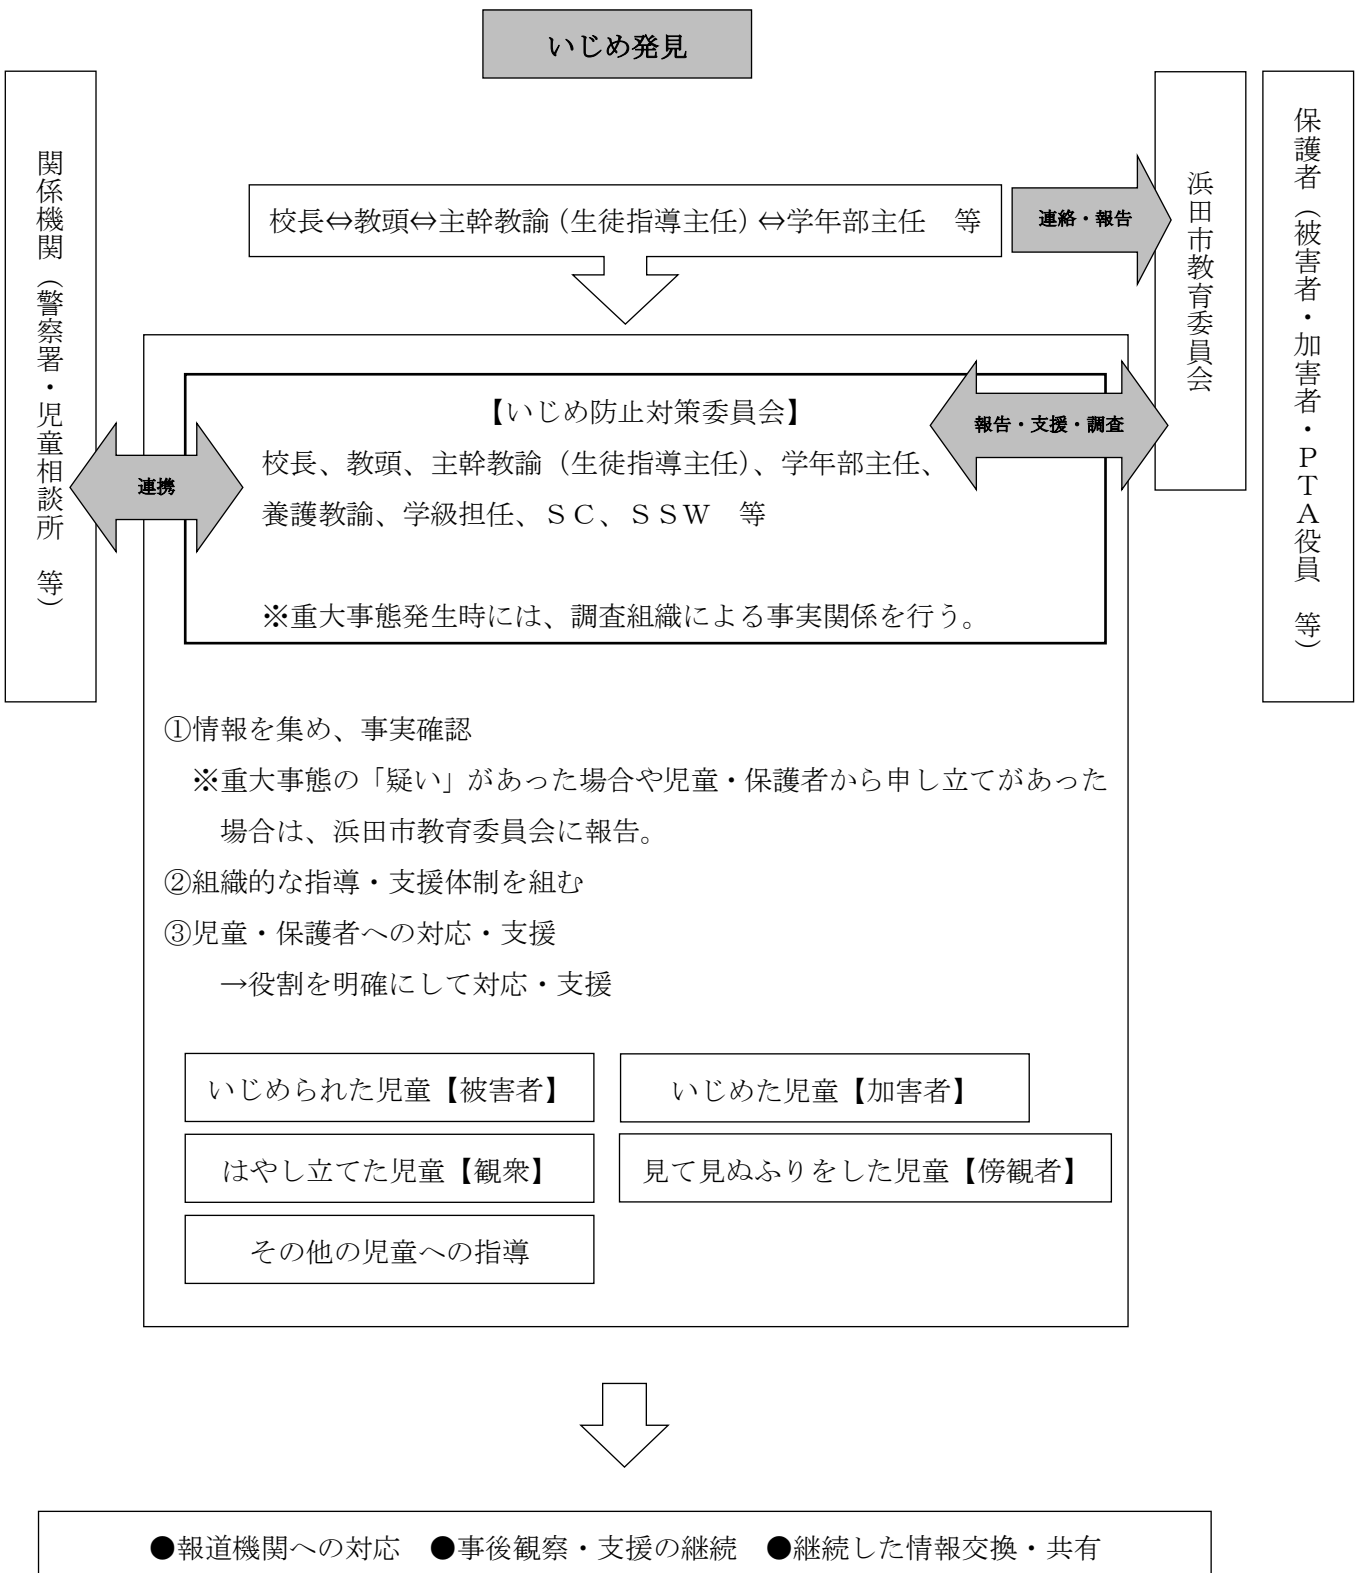 いじめ発見
関係機関（警察署・児童相談所　等）
校長⇔教頭⇔主幹教諭（生徒指導主任）⇔学年部主任　等
連絡・報告
浜田市教育委員会
保護者（被害者・加害者・ＰＴＡ役員　等）
連携
【いじめ防止対策委員会】
報告・支援・調査
校長、教頭、主幹教諭（生徒指導主任）、学年部主任、
養護教諭、学級担任、ＳＣ、ＳＳＷ　等
※重大事態発生時には、調査組織による事実関係を行う。
①情報を集め、事実確認
※重大事態の「疑い」があった場合や児童・保護者から申し立てがあった
場合は、浜田市教育委員会に報告。
②組織的な指導・支援体制を組む
③児童・保護者への対応・支援
→役割を明確にして対応・支援
いじめられた児童【被害者】
いじめた児童【加害者】
はやし立てた児童【観衆】
見て見ぬふりをした児童【傍観者】
その他の児童への指導
●報道機関への対応　●事後観察・支援の継続　●継続した情報交換・共有